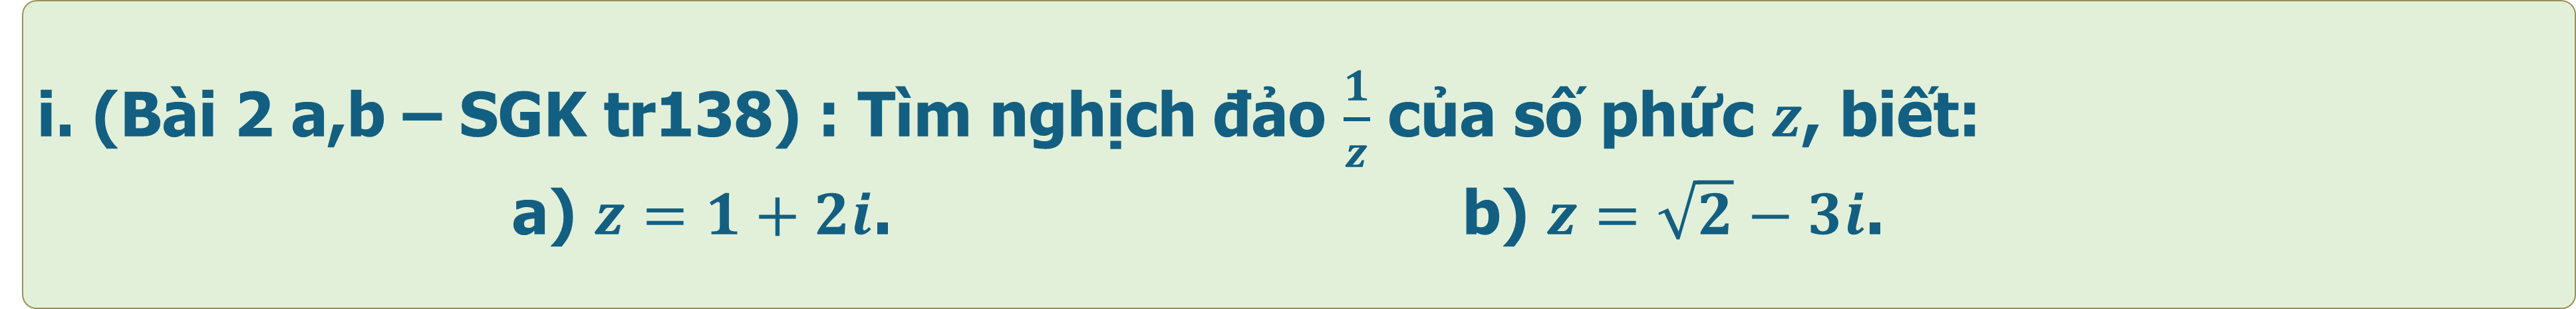 i. (Bài 2 a,b – SGK tr138) : Tìm nghịch đảo 1/z của số phức z, biết:
a) z = 1 + 2i. b) z = √2 – 3i.